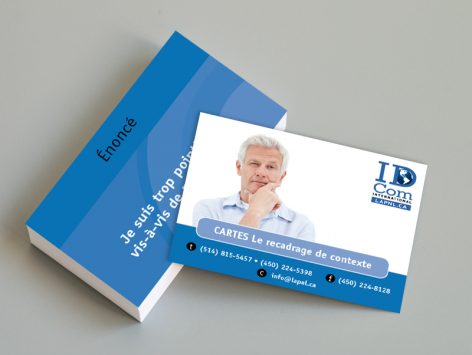 Énoncé
Je suis trop
vis-à-vis de
ID
Com
INTERNATIONAL
LAPNL.CA
CARTES Le recadrage de contexte
t (514) 815-5457 • (450) 224-5398 f (450) 224-8128
c info@lapnl.ca